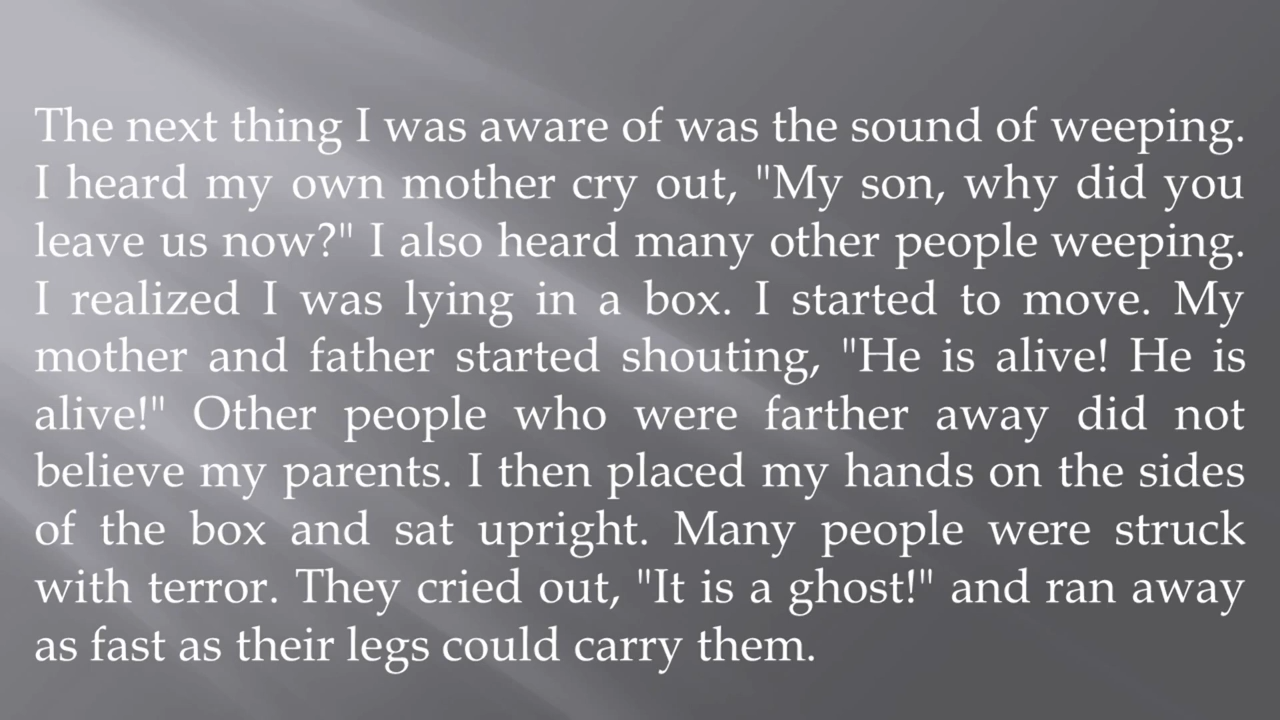 The next thing I was aware of was the sound of weeping.
I heard my own mother cry out, "My son, why did you
leave us now?" I also heard many other people weeping.
I realized I was lying in a box. I started to move. My
mother and father started shouting, "He is alive! He is
alive!" Other people who were farther away did not
believe my parents. I then placed my hands on the sides
of the box and sat upright. Many people were struck
with terror. They cried out, "It is a ghost!" and ran away
as fast as their legs could carry them.